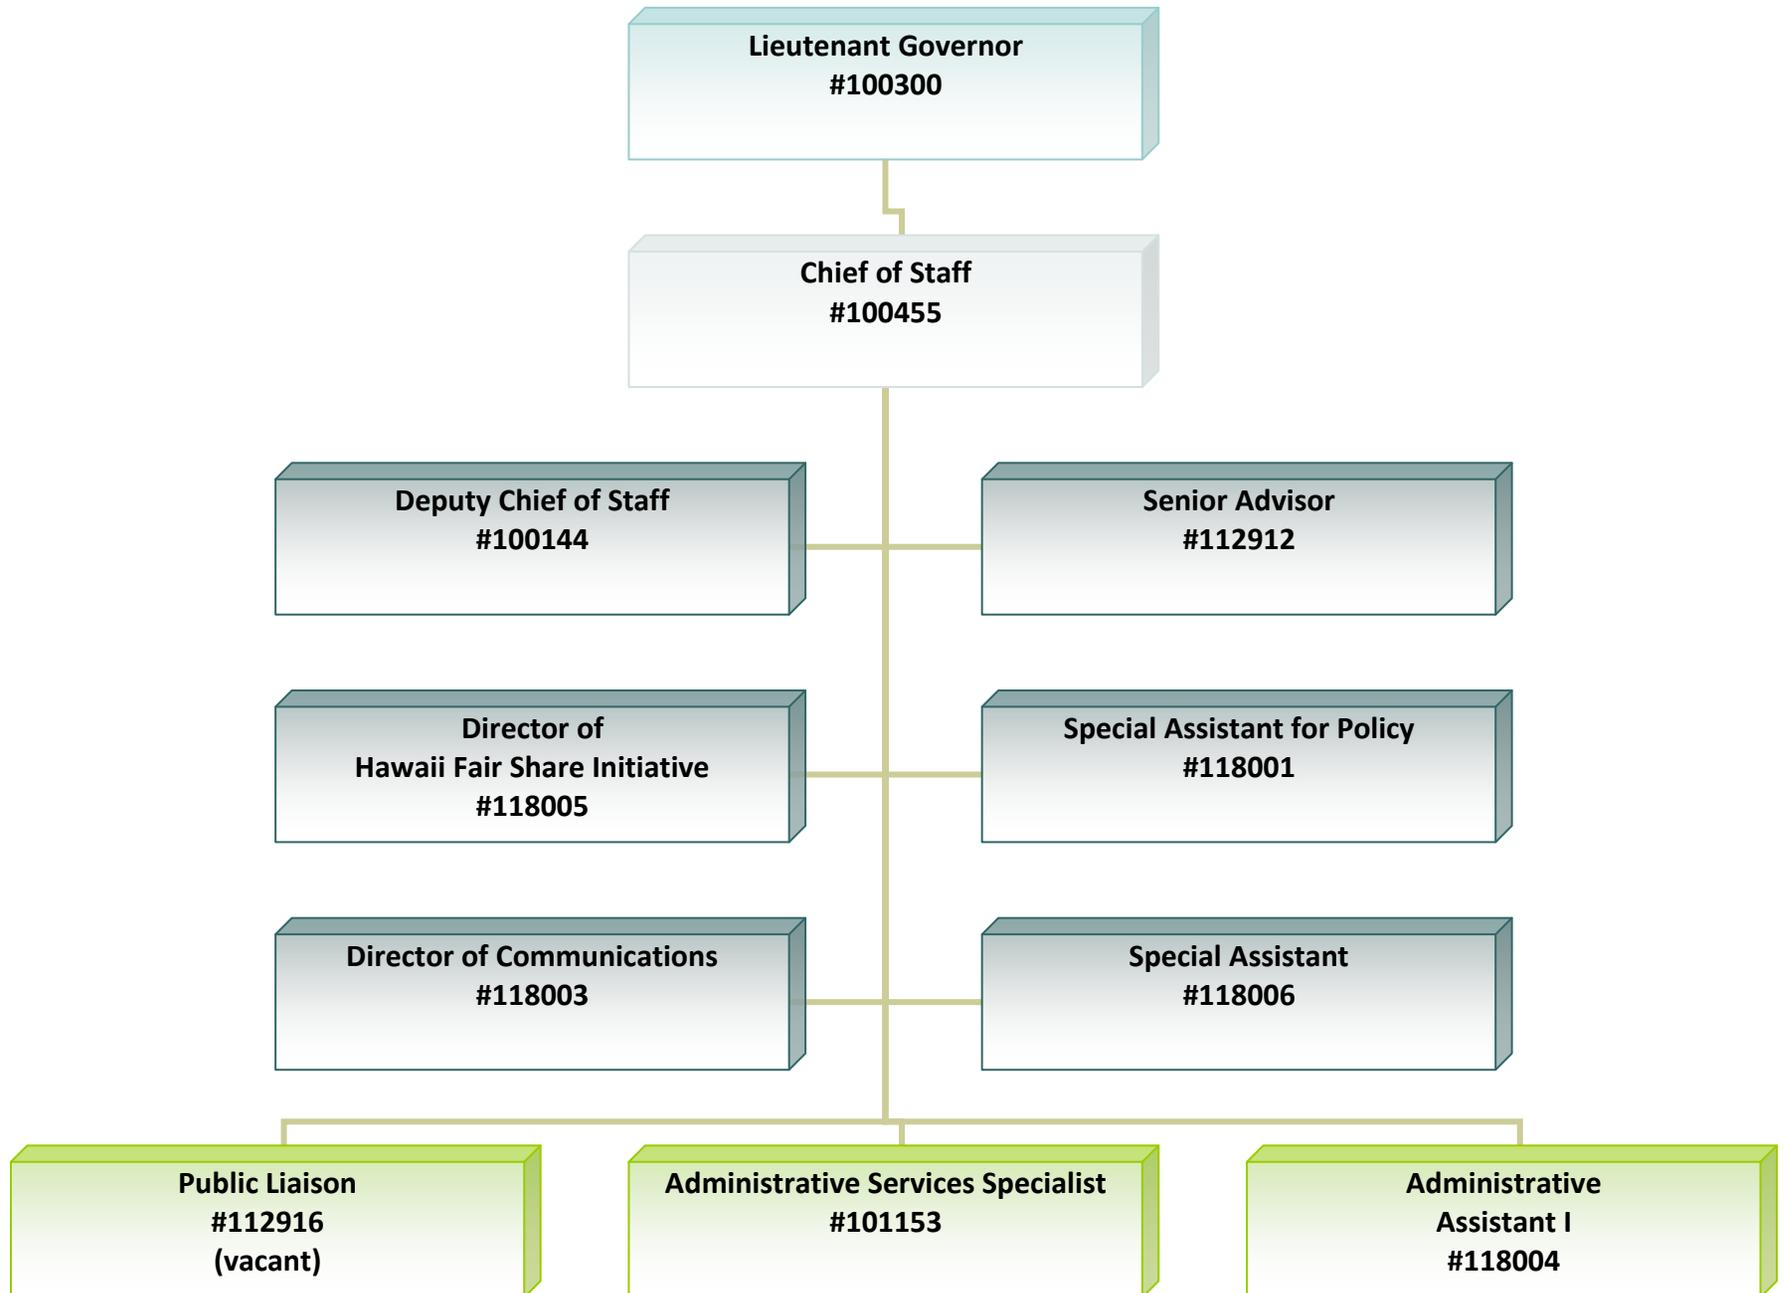 Lieutenant Governor
#100300
Chief of Staff
#100455
Deputy Chief of Staff
#100144
Senior Advisor
#112912
Director of
Hawaii Fair Share Initiative
#118005
Special Assistant for Policy
#118001
Director of Communications
#118003
Special Assistant
#118006
Public Liaison
#112916
(vacant)
Administrative Services Specialist
#101153
Administrative
Assistant I
#118004